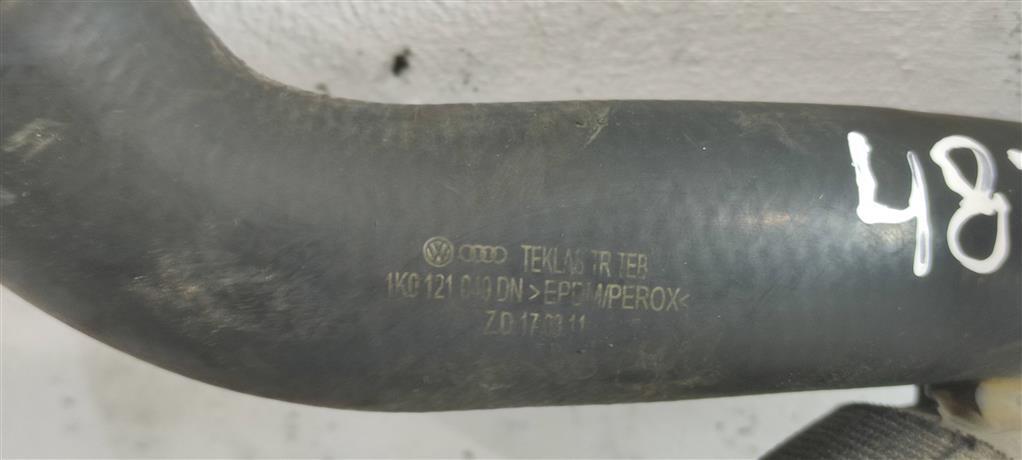 TEKLAS TR TEB
1K0 121 049 DN >EPDM/PEROX<
Z.D 17 03 11
48